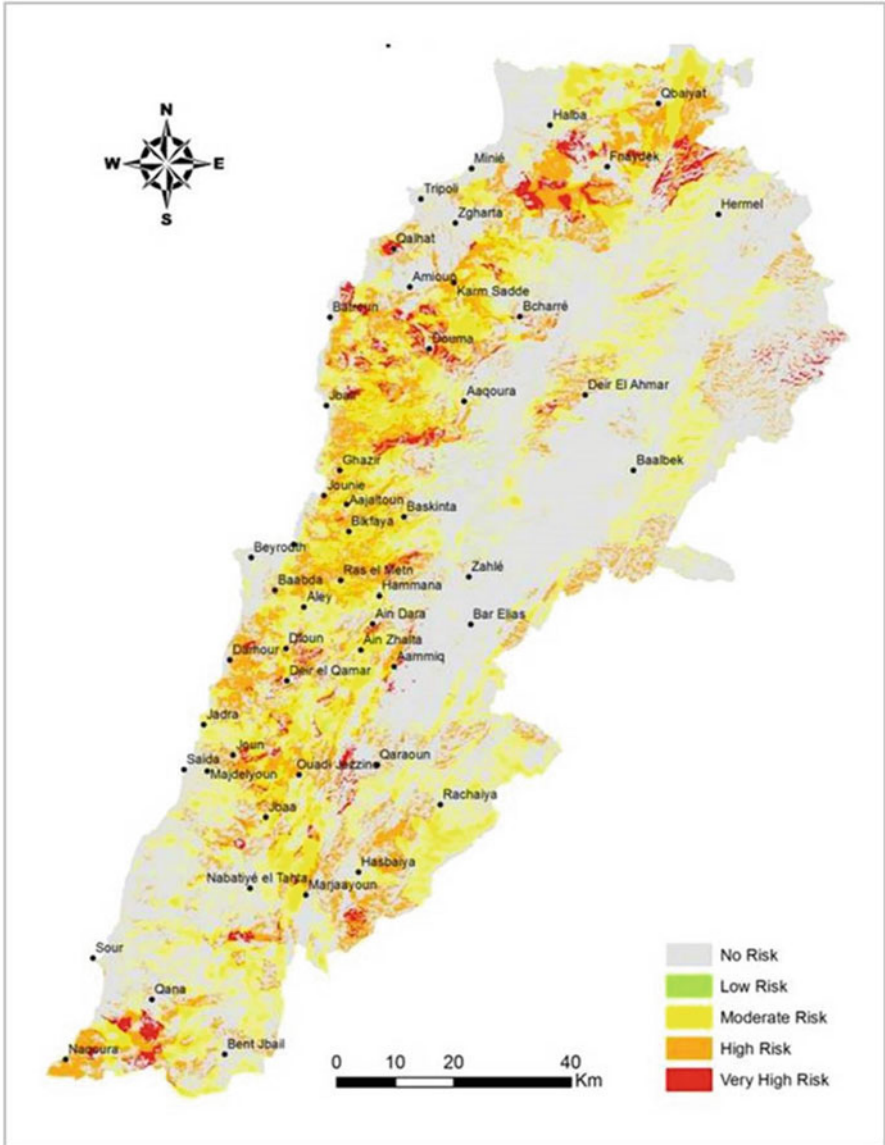 Qbaiyat
Halba
N
Minié
Fnaydek
W E
Tripoli
S
Hermel
Zgharta
Qalhat
Amioun
Karm Sadde
Batroun
Bcharré
Douma
Deir El Ahmar
Jbail
Aaqoura
Baalbek
Ghazir
Jounie
Aajaltoun
Baskinta
Bikfaya
Beyrouth
Ras el Metn
Zahlé
Baabda
Hammana
Aley
Ain Dara
Bar Elias
Dfoun
Ain Zhalta
Damour
Aammiq
Deir el Qamar
Jadra
Joun
Saida
Ouadi Jezzine
Qaraoun
Majdelyoun
Rachaiya
Jbaa
Hasbaiya
Nabatiyé el Tahta
Marjaayoun
Sour
No Risk
Low Risk
Qana
Moderate Risk
High Risk
Naqoura
Bent Jbail
0 10 20 40
Km
Very High Risk